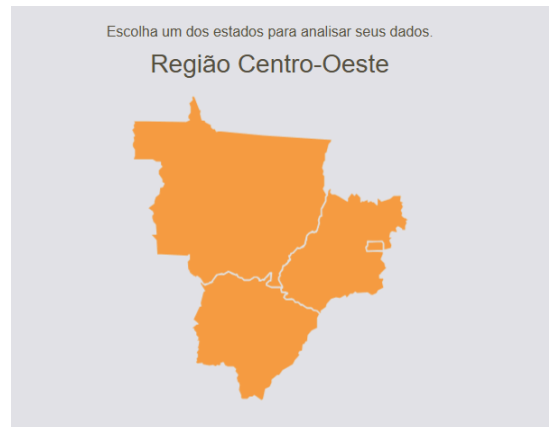 Escolha um dos estados para analisar seus dados.
Região Centro-Oeste